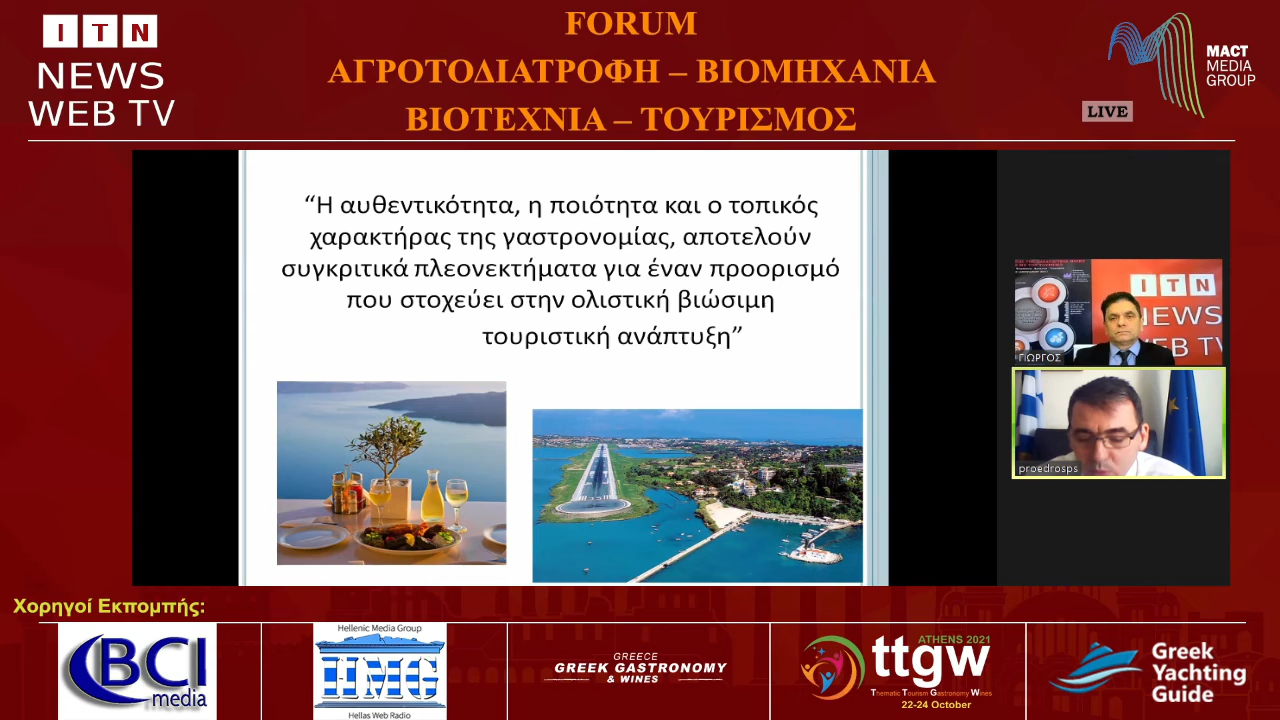 ITN
NEWS
WEB TV
FORUM
ΑΓΡΟΤΟΔΙΑΤΡΟΦΗ – ΒΙΟΜΗΧΑΝΙΑ
ΒΙΟΤΕΧΝΙΑ – ΤΟΥΡΙΣΜΟΣ
MACT
MEDIA
GROUP
LIVE
“Η αυθεντικότητα, η ποιότητα και ο τοπικός
χαρακτήρας της γαστρονομίας, αποτελούν
συγκριτικά πλεονεκτήματα για έναν προορισμό
που στοχεύει στην ολιστική βιώσιμη
τουριστική ανάπτυξη”
ITN
NEWS
WEB TV
ΓΙΩΡΓΟΣ
proedrosps
Χορηγοί Εκπομπής:
BCI
media
Hellenic Media Group
HMG
Hellas Web Radio
GREECE
GREEK GASTRONOMY
& WINES
ATHENS 2021
ttgw
Thematic Tourism Gastronomy Wines
22-24 October
Greek
Yachting
Guide